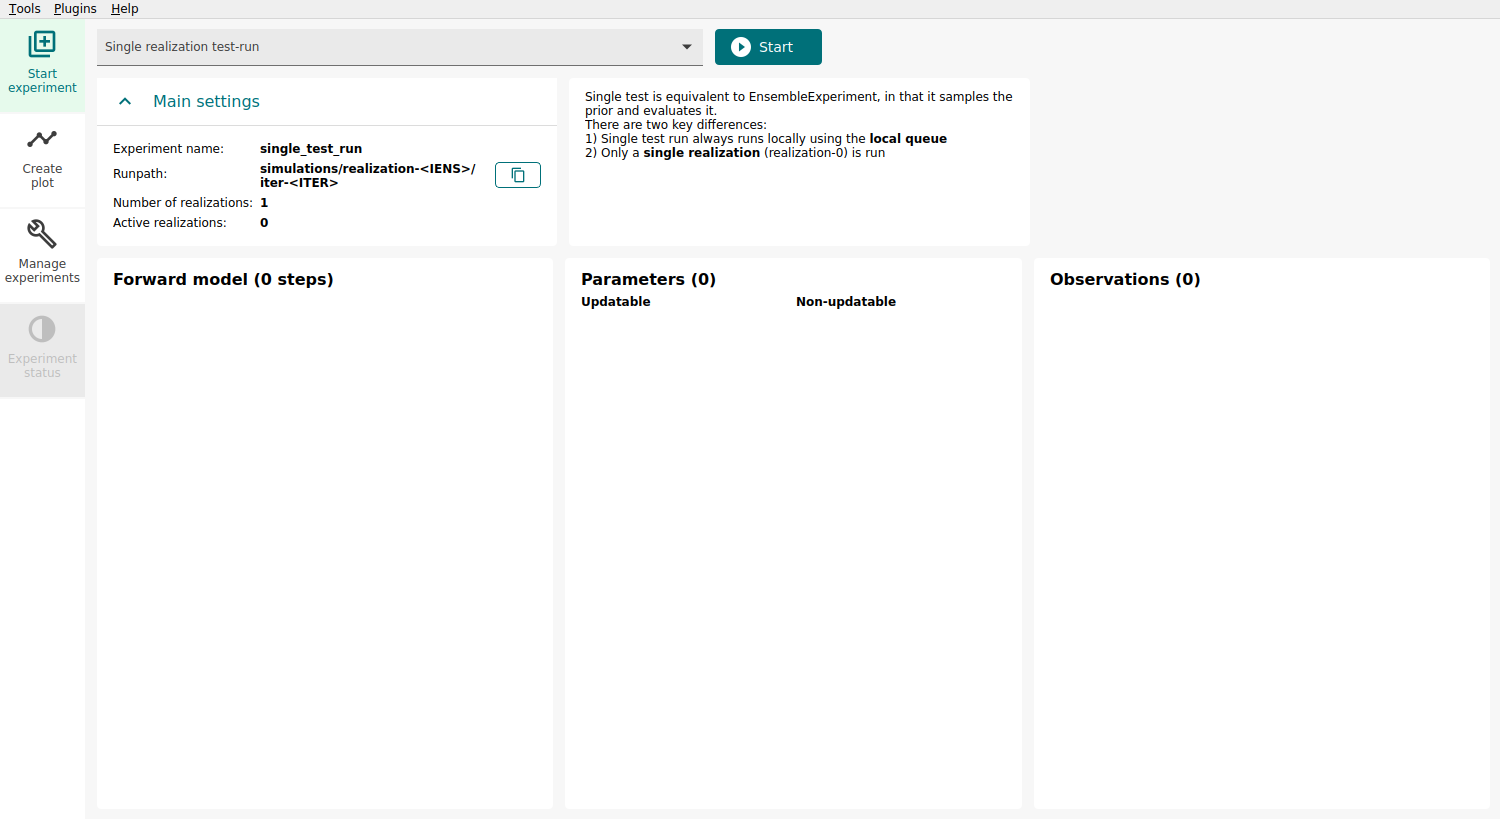 Tools Plugins Help
Start
experiment
Create
plot
Manage
experiments
Experiment
status
Single realization test-run
Start
Main settings
Experiment name: single_test_run
Runpath: simulations/realization-<IENS>/
iter-<ITER>
Number of realizations: 1
Active realizations: 0
Single test is equivalent to EnsembleExperiment, in that it samples the
prior and evaluates it.
There are two key differences:
1) Single test run always runs locally using the local queue
2) Only a single realization (realization-0) is run
Forward model (0 steps)
Parameters (0)
Updatable Non-updatable
Observations (0)